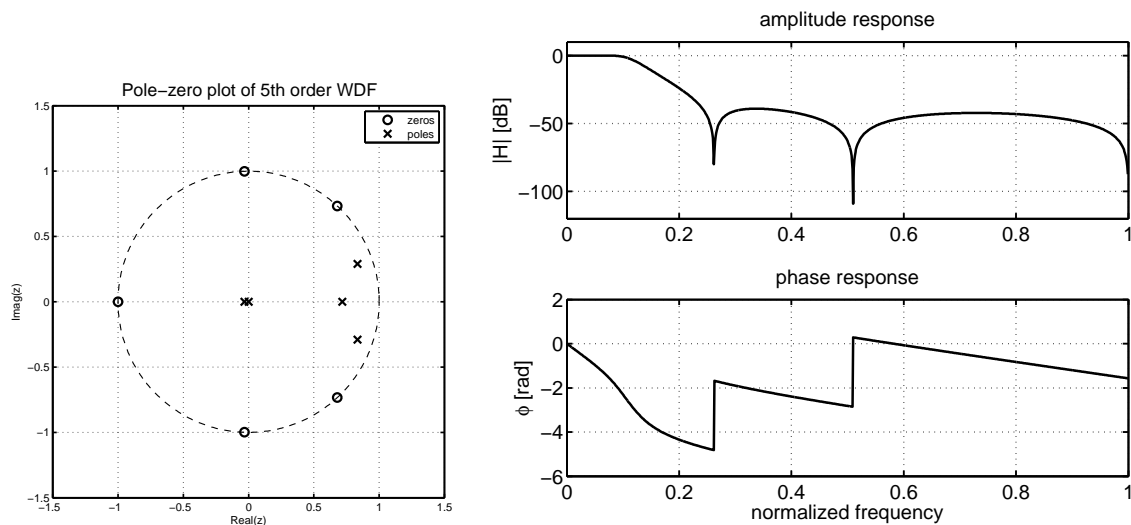 Pole−zero plot of 5th order WDF
zeros
poles
1.5
1
0.5
0
−0.5
−1
−1.5
Imag(z)
−1.5 −1 −0.5 0 0.5 1 1.5
Real(z)
amplitude response
0
−50
−100
|H| [dB]
0 0.2 0.4 0.6 0.8 1
phase response
2
0
−2
−4
−6
ϕ [rad]
0 0.2 0.4 0.6 0.8 1
normalized frequency